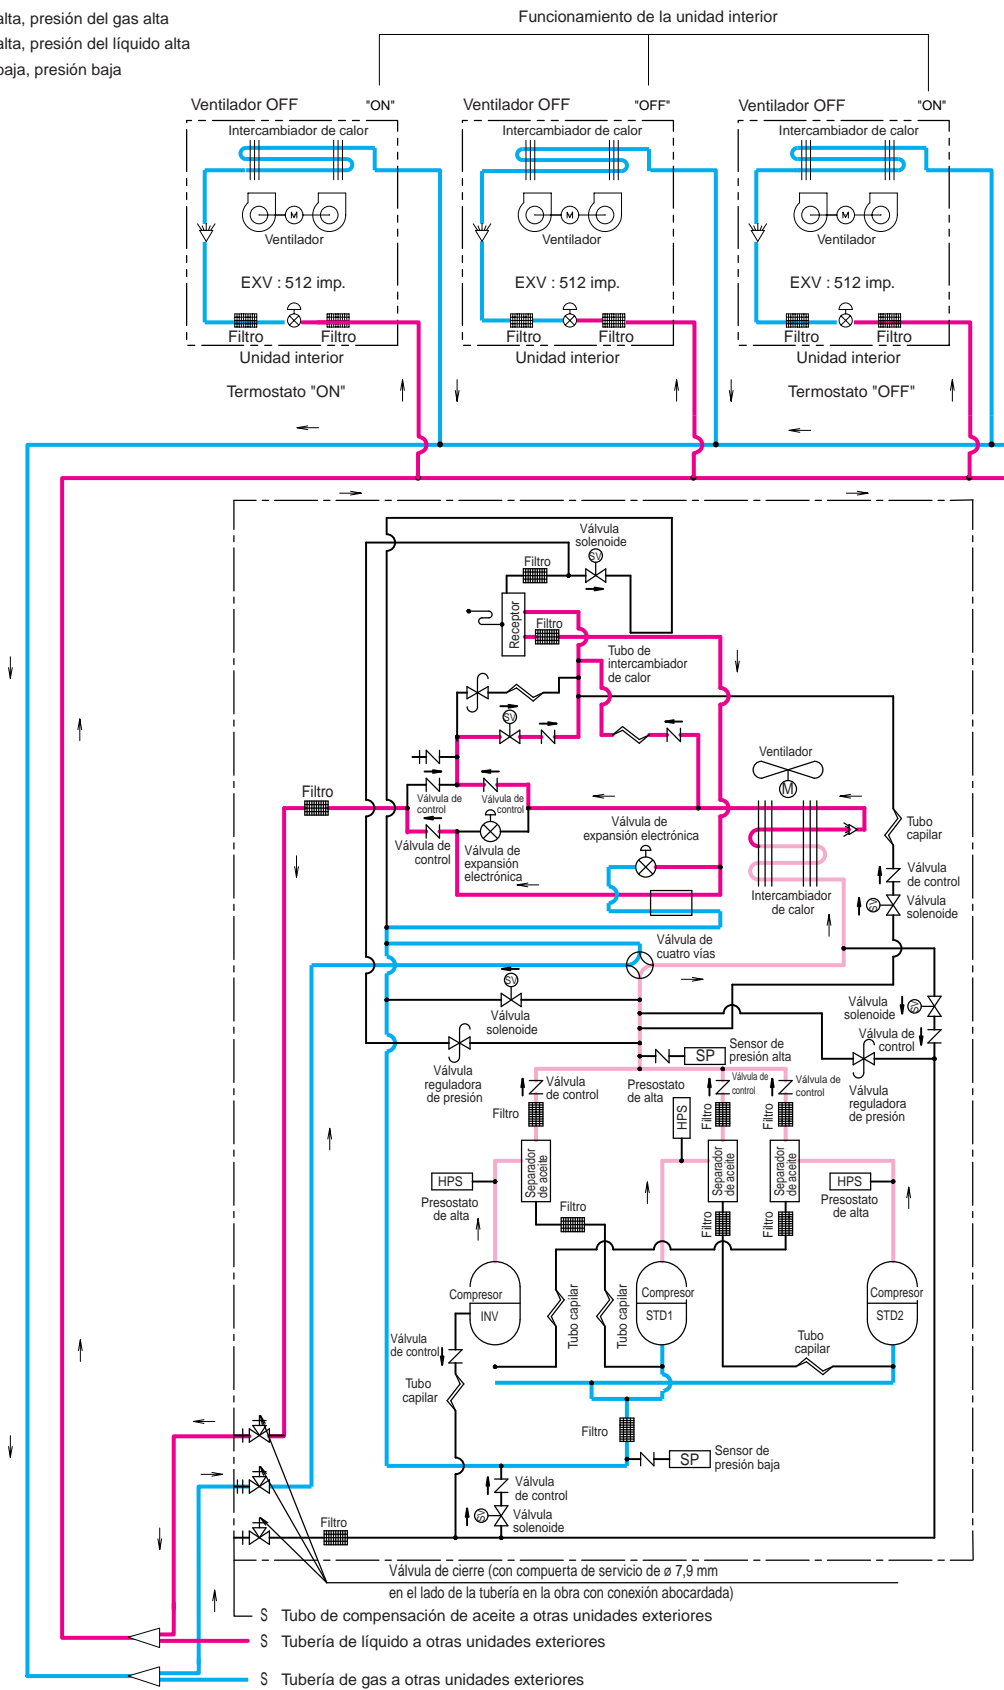 alta, presión del gas alta
alta, presión del líquido alta
baja, presión baja
Funcionamiento de la unidad interior
Ventilador OFF "ON"
Ventilador OFF "OFF"
Ventilador OFF "ON"
Intercambiador de calor
Intercambiador de calor
Intercambiador de calor
M
M
M
Ventilador
Ventilador
Ventilador
EXV : 512 imp.
EXV : 512 imp.
EXV : 512 imp.
Filtro
Filtro
Filtro
Filtro
Filtro
Filtro
Unidad interior
Unidad interior
Unidad interior
Termostato "ON"
Termostato "OFF"
Válvula
solenoide
SV
Filtro
Receptor
Filtro
Tubo de
intercambiador
de calor
SV
Ventilador
M
Filtro
Válvula de
control
Válvula de
control
Válvula de
control
Válvula de
expansión
electrónica
Válvula de
expansión electrónica
Tubo
capilar
Válvula
de control
Intercambiador
de calor
SV
Válvula
solenoide
Válvula de
cuatro vías
SV
Válvula
solenoide
Válvula
solenoide
SV
Válvula de
control
Sensor de
presión alta
SP
Válvula
reguladora
de presión
Válvula
de control
Presostato
de alta
Válvula de
control
Válvula de
control
Válvula
reguladora
de presión
Filtro
HPS
Filtro
Filtro
Separador
de aceite
Separador
de aceite
Separador
de aceite
HPS
Presostato
de alta
HPS
Presostato
de alta
Filtro
Filtro
Filtro
Compresor
INV
Tubo capilar
Tubo capilar
Compresor
STD1
Compresor
STD2
Válvula
de control
Tubo
capilar
Tubo
capilar
Filtro
Sensor de
presión baja
SP
Válvula
de control
SV
Válvula
solenoide
Filtro
Válvula de cierre (con compuerta de servicio de ø 7,9 mm
en el lado de la tubería en la obra con conexión abocardada)
S Tubo de compensación de aceite a otras unidades exteriores
S Tubería de líquido a otras unidades exteriores
S Tubería de gas a otras unidades exteriores